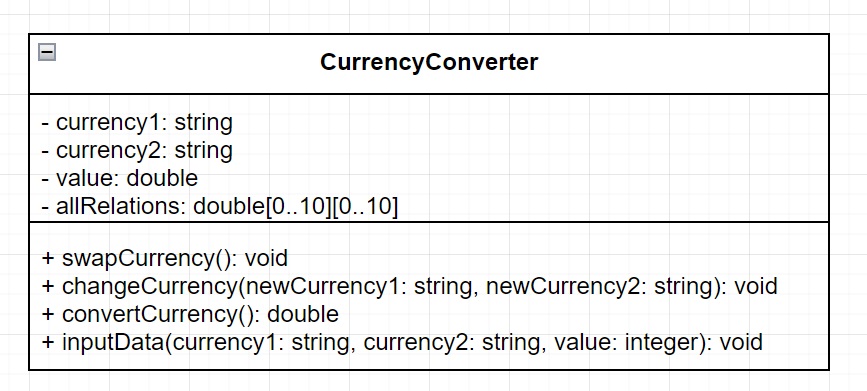 CurrencyConverter
- currency1: string
- currency2: string
- value: double
- allRelations: double[0..10][0..10]
+ swapCurrency(): void
+ changeCurrency(newCurrency1: string, newCurrency2: string): void
+ convertCurrency(): double
+ inputData(currency1: string, currency2: string, value: integer): void